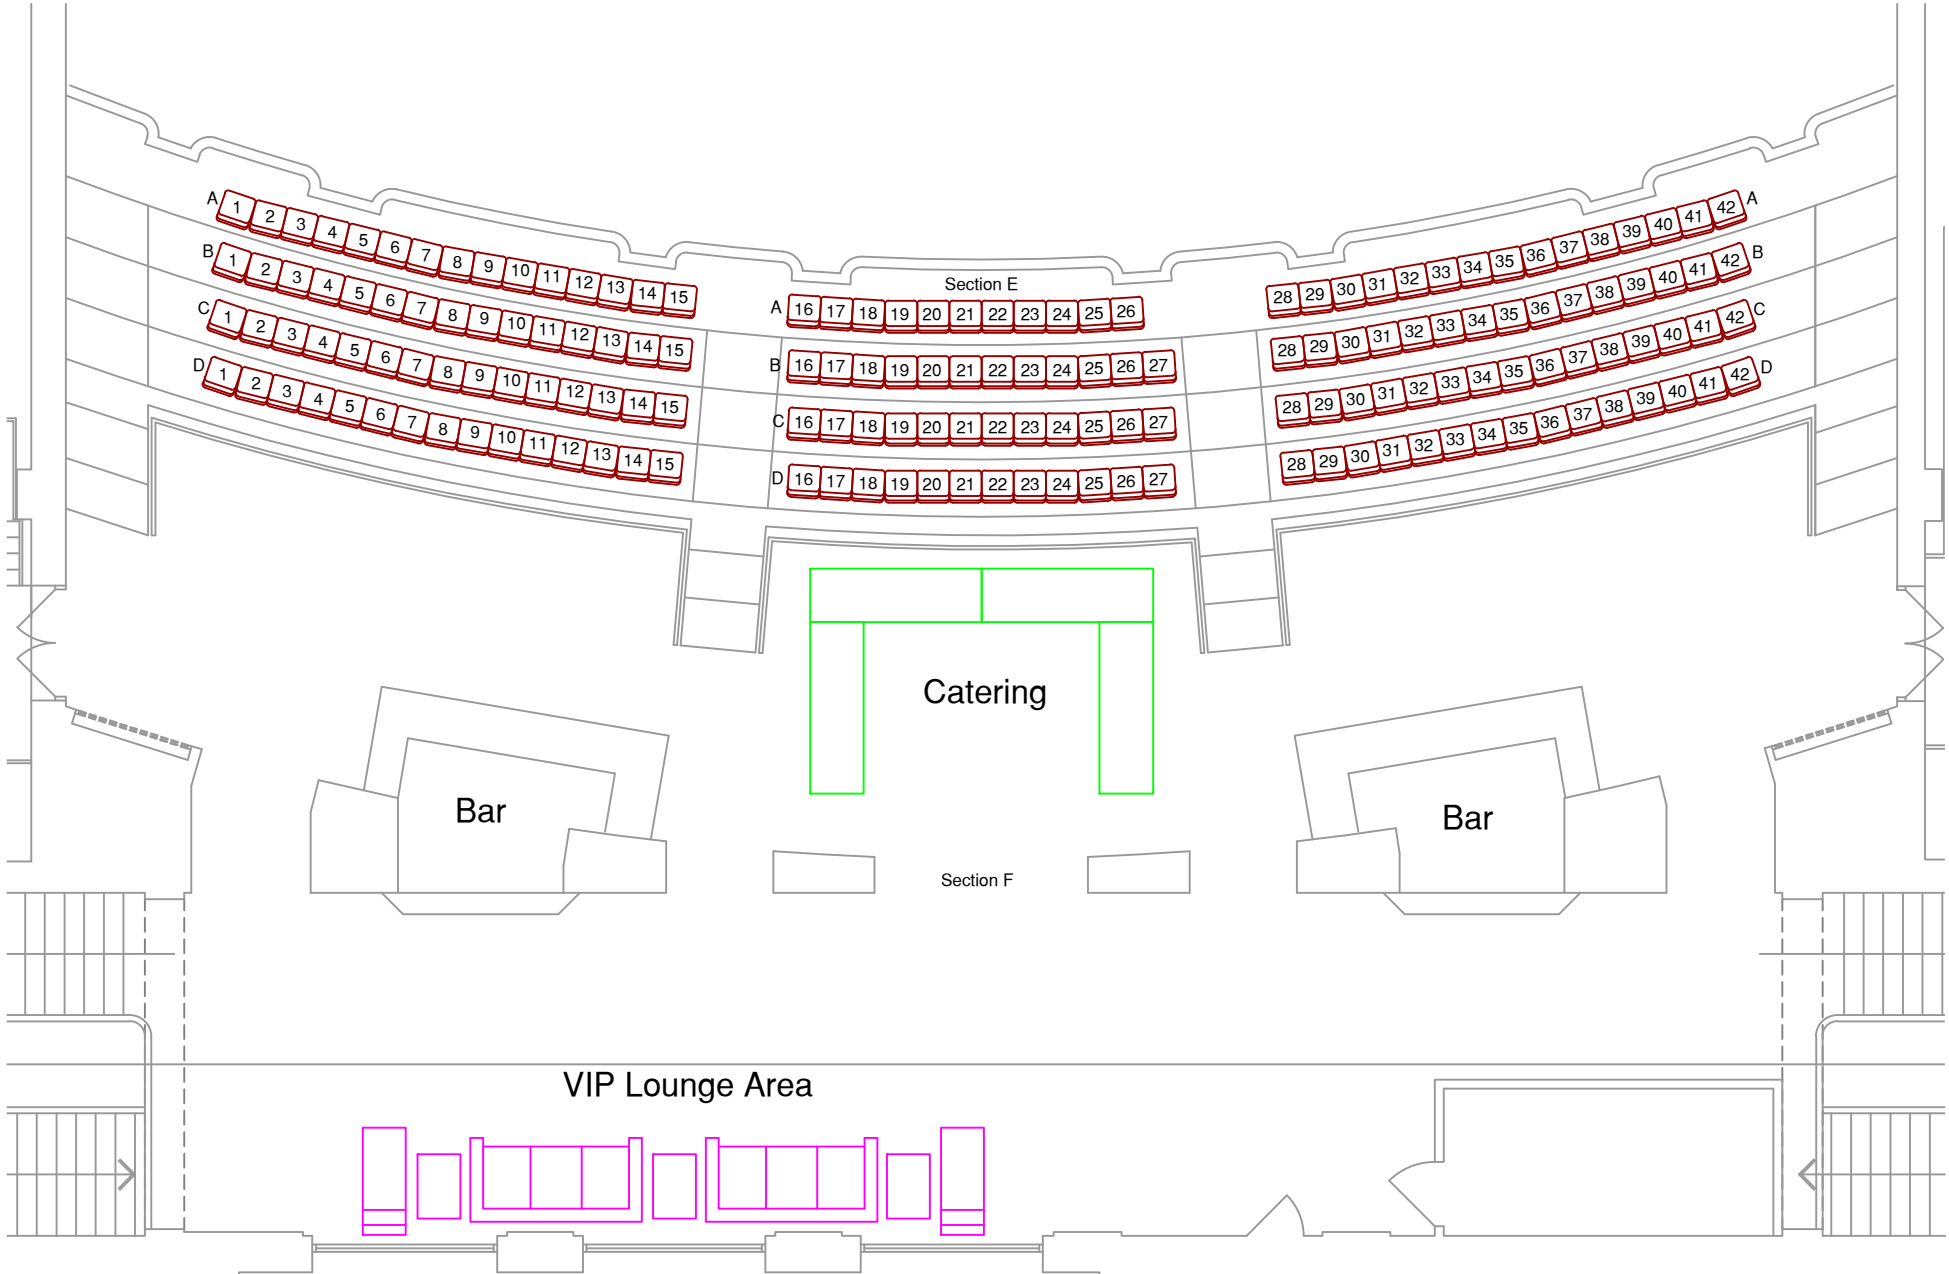 A 1 2 3 4 5 6 7 8 9 10 11 12 13 14 15
B 1 2 3 4 5 6 7 8 9 10 11 12 13 14 15
C 1 2 3 4 5 6 7 8 9 10 11 12 13 14 15
D 1 2 3 4 5 6 7 8 9 10 11 12 13 14 15
Section E
A 16 17 18 19 20 21 22 23 24 25 26
B 16 17 18 19 20 21 22 23 24 25 26 27
C 16 17 18 19 20 21 22 23 24 25 26 27
D 16 17 18 19 20 21 22 23 24 25 26 27
28 29 30 31 32 33 34 35 36 37 38 39 40 41 42 A
28 29 30 31 32 33 34 35 36 37 38 39 40 41 42 B
28 29 30 31 32 33 34 35 36 37 38 39 40 41 42 C
28 29 30 31 32 33 34 35 36 37 38 39 40 41 42 D
Catering
Bar
Bar
Section F
VIP Lounge Area